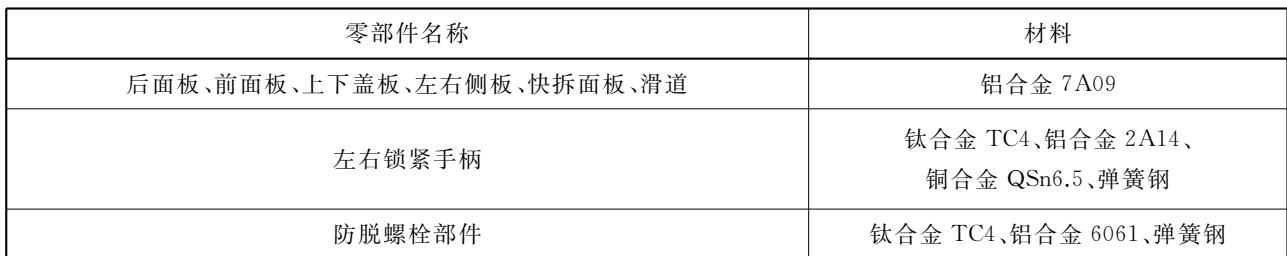 零部件名称 材料
后面板、前面板、上下盖板、左右侧板、快拆面板、滑道 铝合金 7A09
左右锁紧手柄 钛合金 TC4、铝合金 2A14、
铜合金 QSn6.5、弹簧钢
防脱螺栓部件 钛合金 TC4、铝合金 6061、弹簧钢